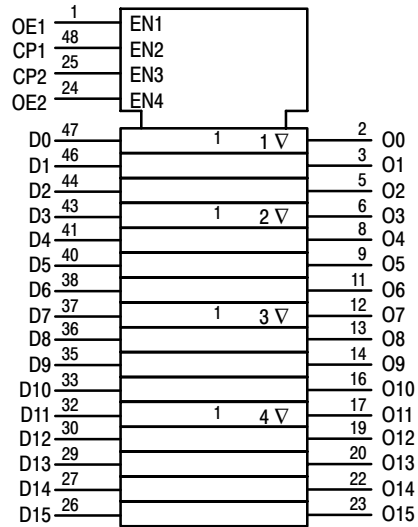 OE1 1 EN1
CP1 48 EN2
CP2 25 EN3
OE2 24 EN4
D0 47 1 1 ∇ 2 O0
D1 46 3 O1
D2 44 5 O2
D3 43 1 2 ∇ 6 O3
D4 41 8 O4
D5 40 9 O5
D6 38 11 O6
D7 37 1 3 ∇ 12 O7
D8 36 13 O8
D9 35 14 O9
D10 33 16 O10
D11 32 1 4 ∇ 17 O11
D12 30 19 O12
D13 29 20 O13
D14 27 22 O14
D15 26 23 O15